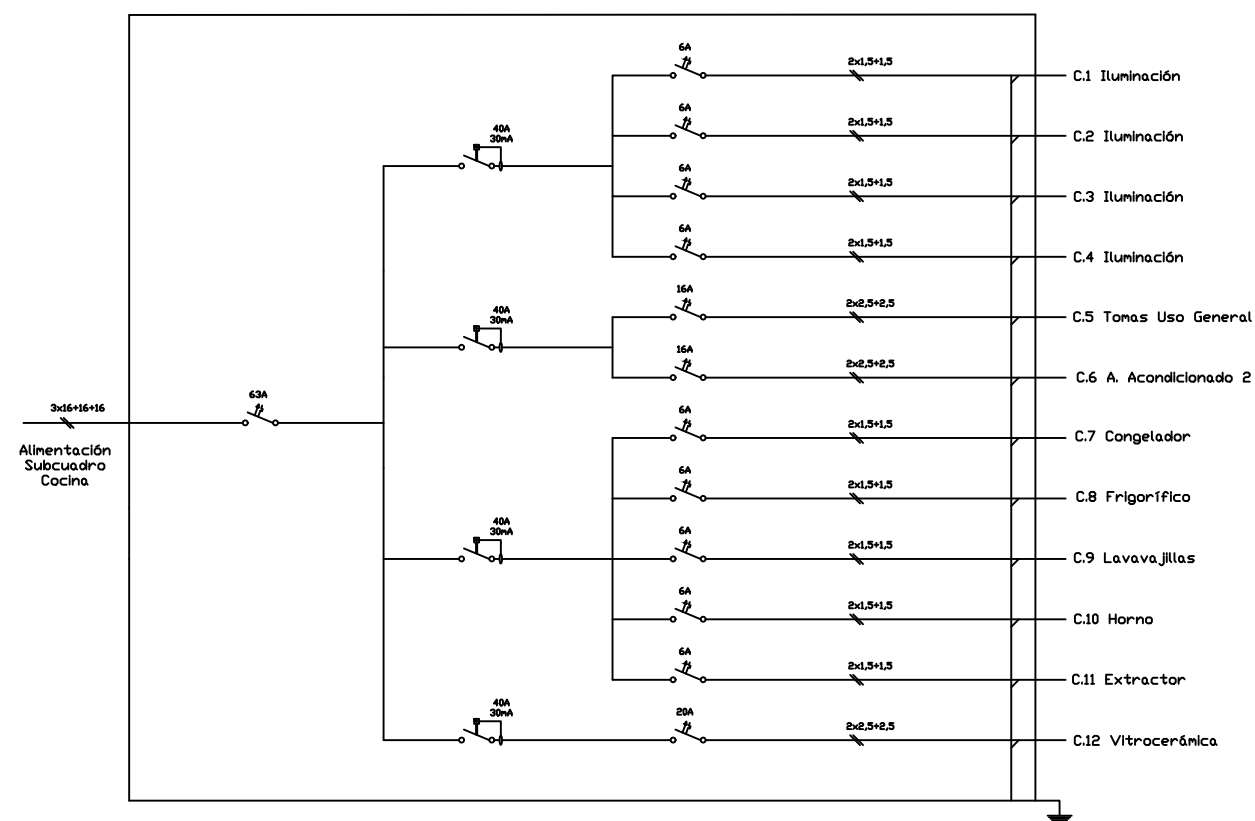 6A
2x1,5+1,5
C.1 Iluminación
6A
2x1,5+1,5
C.2 Iluminación
40A
30mA
6A
2x1,5+1,5
C.3 Iluminación
6A
2x1,5+1,5
C.4 Iluminación
16A
2x2,5+2,5
C.5 Tomas Uso General
40A
30mA
16A
2x2,5+2,5
C.6 A. Acondicionado 2
63A
3x16+16+16
Alimentación
Subcuadro
Cocina
6A
2x1,5+1,5
C.7 Congelador
6A
2x1,5+1,5
C.8 Frigorífico
40A
30mA
6A
2x1,5+1,5
C.9 Lavavajillas
6A
2x1,5+1,5
C.10 Horno
6A
2x1,5+1,5
C.11 Extractor
40A
30mA
20A
2x2,5+2,5
C.12 Vitrocerámica